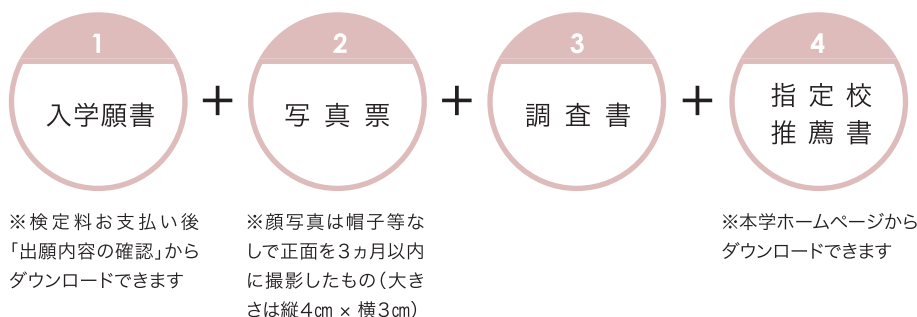 1
入学願書
+
2
写真票
+
3
調査書
+
4
指定校
推薦書
※検定料お支払い後
「出願内容の確認」から
ダウンロードできます
※顔写真は帽子等な
しで正面を3ヵ月以内
に撮影したもの（大き
さは縦4㎝ × 横3㎝）
※本学ホームページから
ダウンロードできます